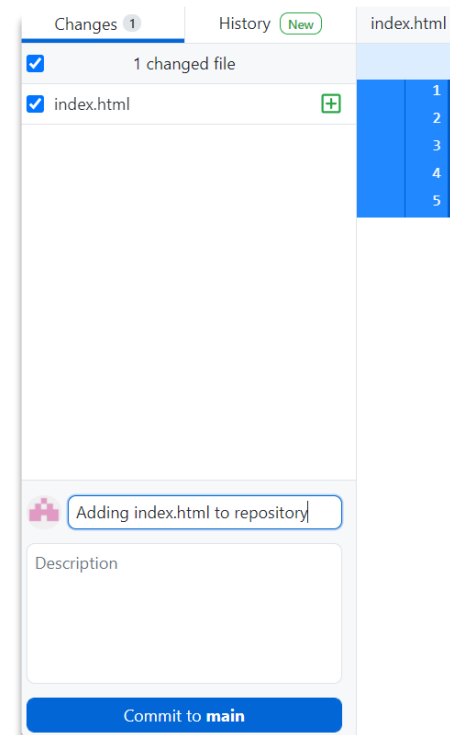 Changes 1 History New index.html
1 changed file
index.html
1
2
3
4
5
Adding index.html to repository
Description
Commit to main